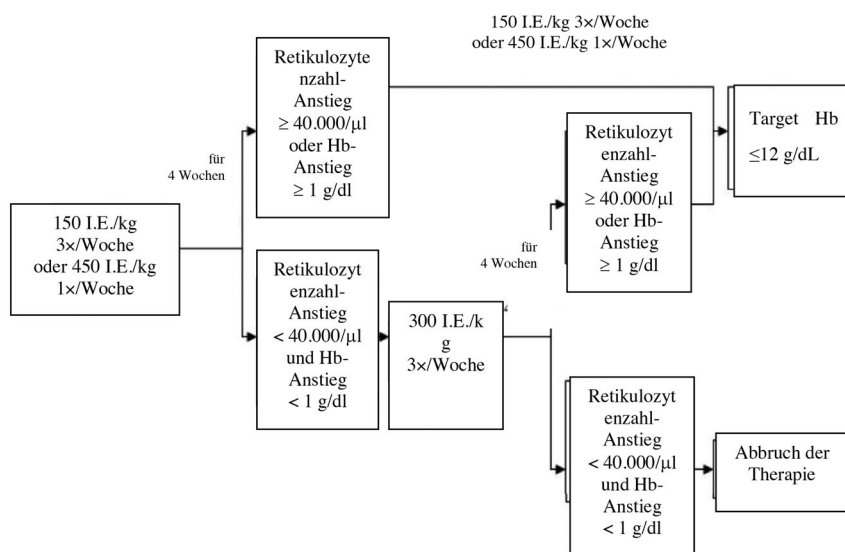 150 I.E./kg 3×/Woche
oder 450 I.E./kg 1×/Woche
Retikulozyte
nzahl-
Anstieg
≥ 40.000/µl
oder Hb-
Anstieg
≥ 1 g/dl
Target Hb
≤12 g/dL
Retikulozyt
enzahl-
Anstieg
≥ 40.000/µl
oder Hb-
Anstieg
≥ 1 g/dl
für
4 Wochen
150 I.E./kg
3×/Woche
oder 450 I.E./kg
1×/Woche
für
4 Wochen
Retikulozyt
enzahl-
Anstieg
< 40.000/µl
und Hb-
Anstieg
< 1 g/dl
300 I.E./k
g
3×/Woche
Retikulozyt
enzahl-
Anstieg
< 40.000/µl
und Hb-
Anstieg
< 1 g/dl
Abbruch der
Therapie